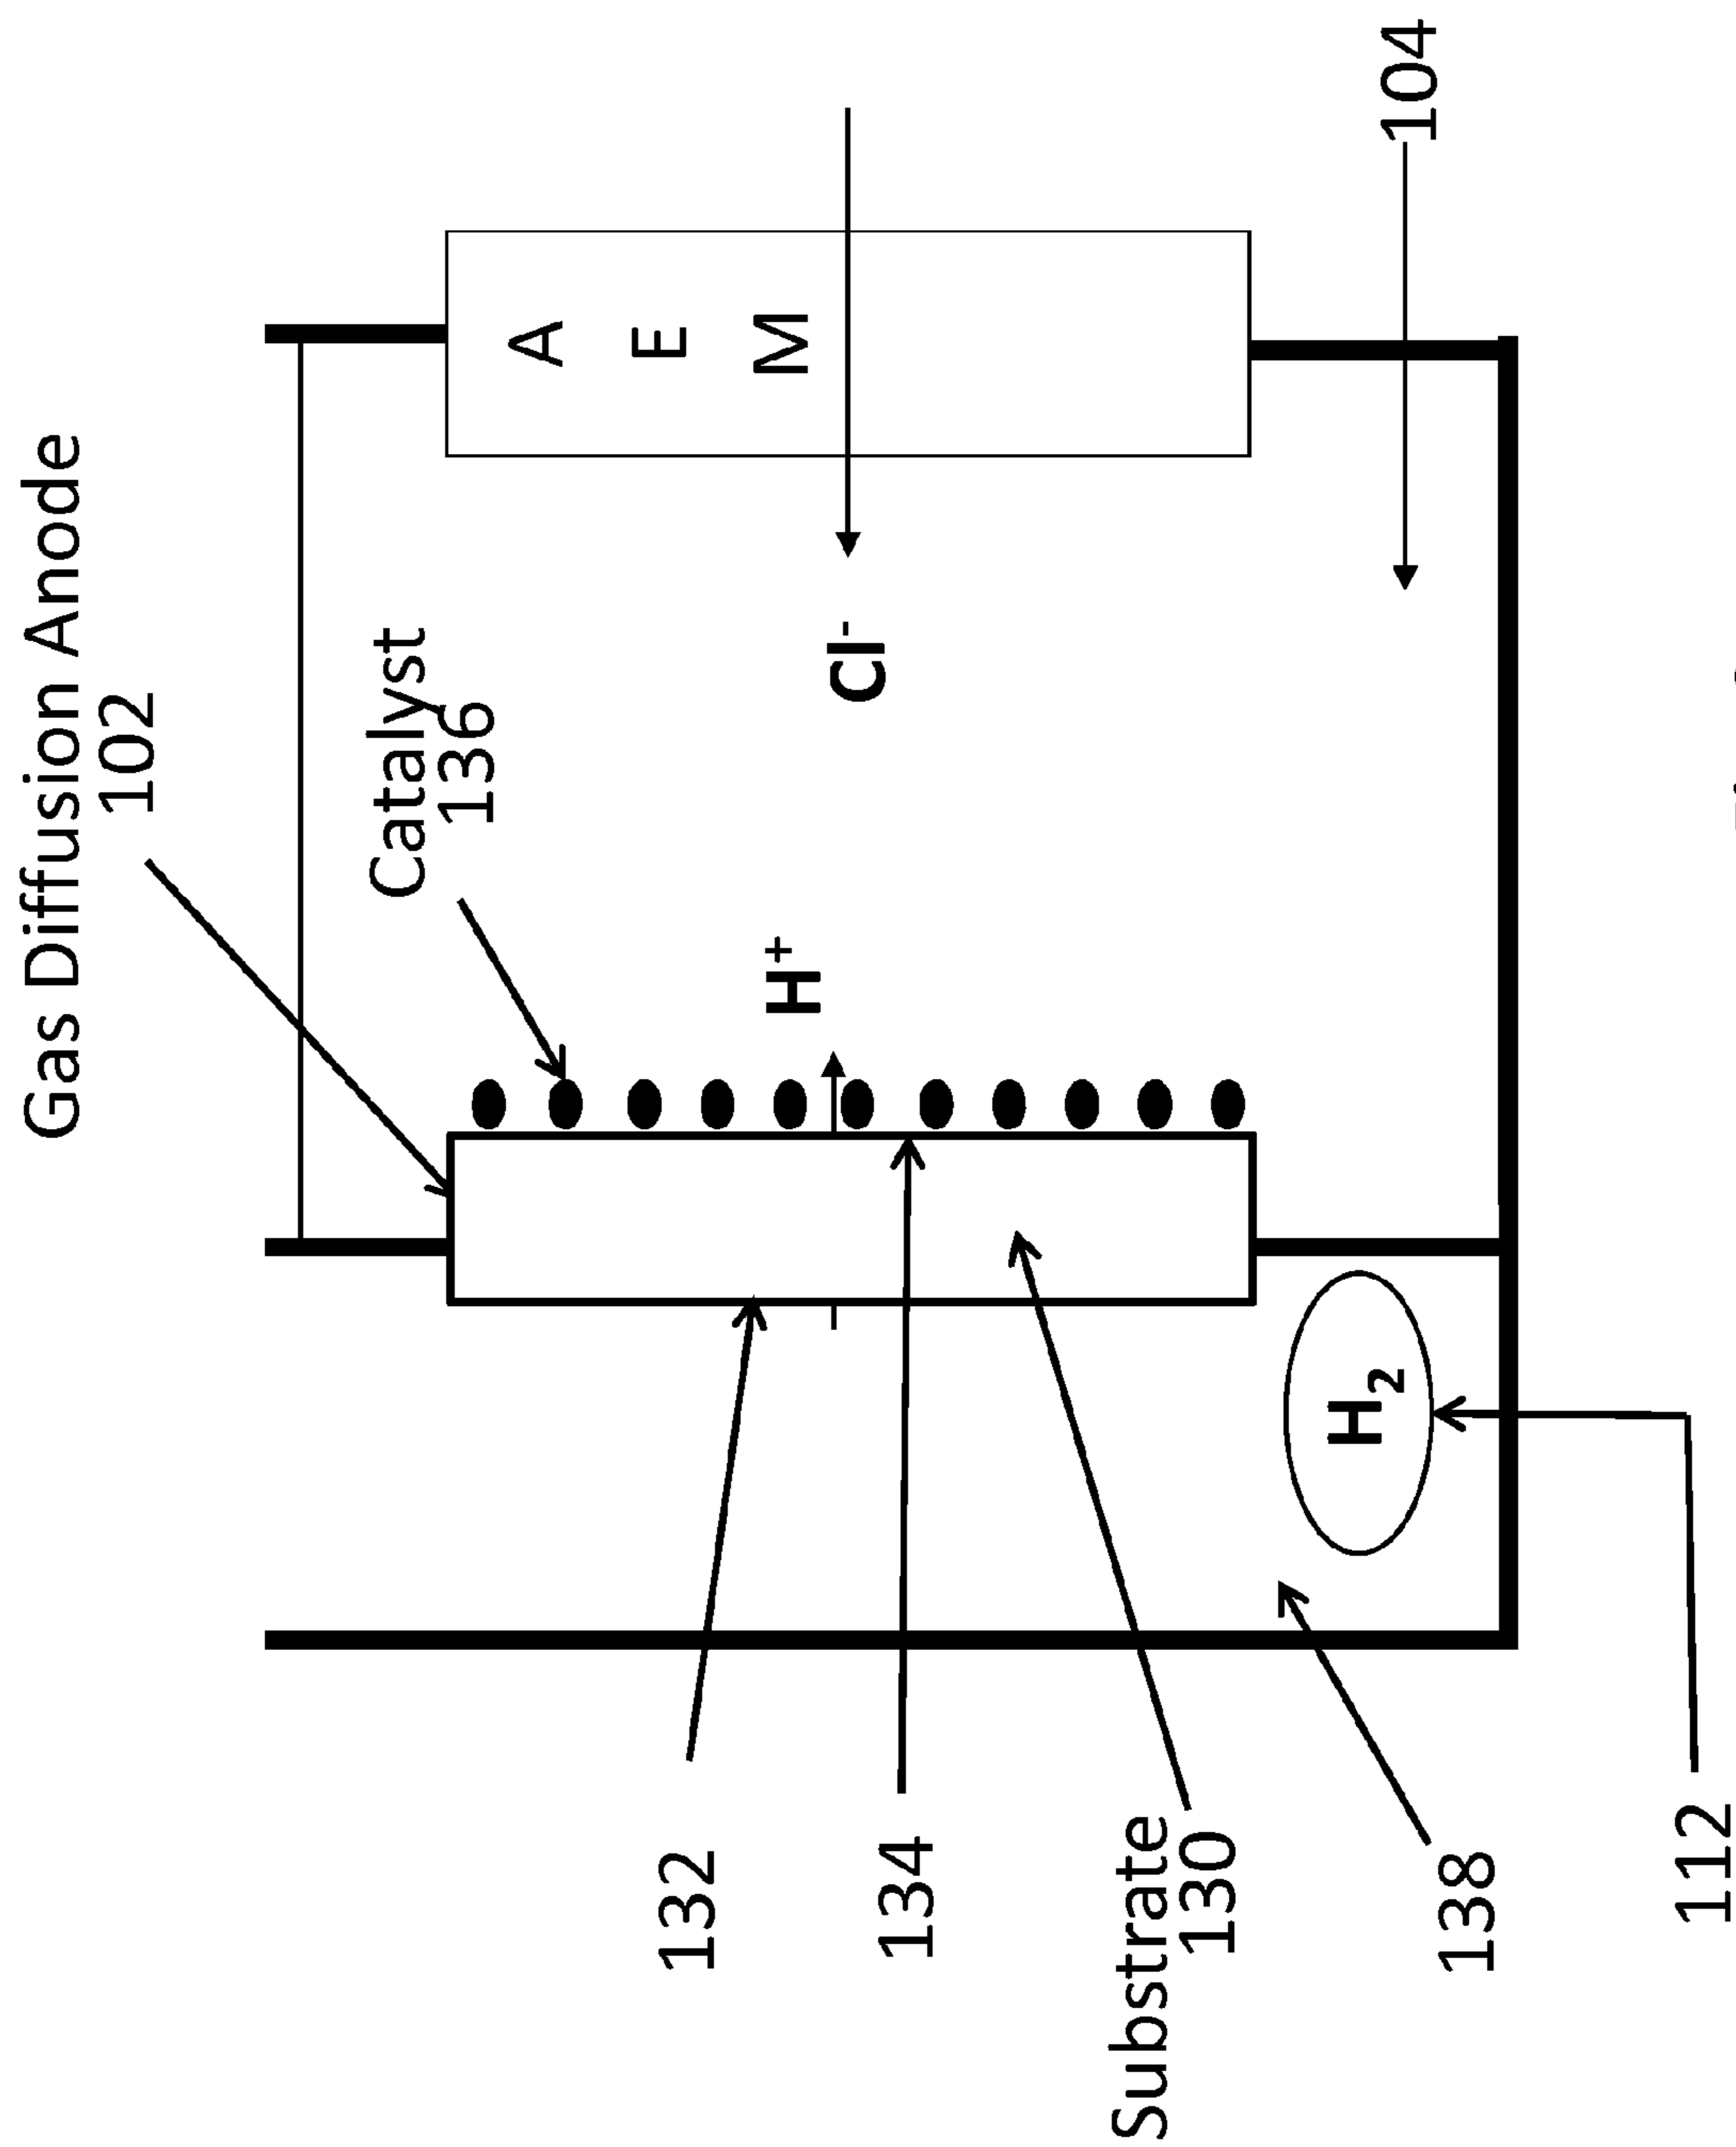 Gas Diffusion Anode
102
Catalyst
136
A
E
M
H⁺
Cl⁻
132
134
Substrate
130
H₂
138
104
112